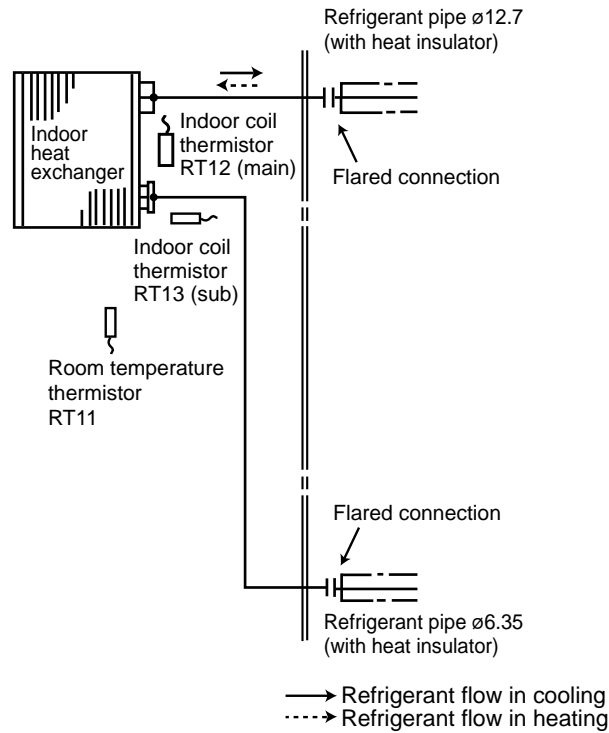 Refrigerant pipe ø12.7
(with heat insulator)
Indoor
heat
exchanger
Indoor coil
thermistor
RT12 (main)
Flared connection
Indoor coil
thermistor
RT13 (sub)
Room temperature
thermistor
RT11
Flared connection
Refrigerant pipe ø6.35
(with heat insulator)
Refrigerant flow in cooling
Refrigerant flow in heating